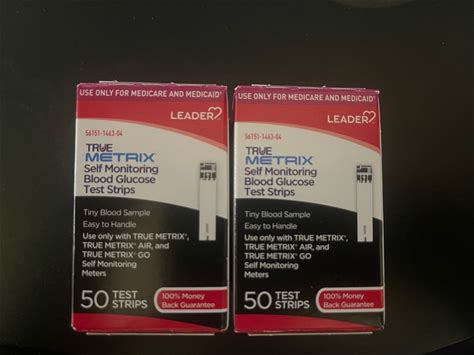 USE ONLY FOR MEDICARE AND MEDICAID¹
LEADER
56151-1463-04
TRUE
METRIX®
Self Monitoring
Blood Glucose
Test Strips
Tiny Blood Sample
Easy to Handle
Use only with TRUE METRIX®,
TRUE METRIX® AIR, and
TRUE METRIX® GO
Self Monitoring
Meters
50 TEST
STRIPS
100% Money
Back Guarantee
USE ONLY FOR MEDICARE AND MEDICAID¹
LEADER
56151-1463-04
TRUE
METRIX®
Self Monitoring
Blood Glucose
Test Strips
Tiny Blood Sample
Easy to Handle
Use only with TRUE METRIX®,
TRUE METRIX® AIR, and
TRUE METRIX® GO
Self Monitoring
Meters
50 TEST
STRIPS
100% Money
Back Guarantee